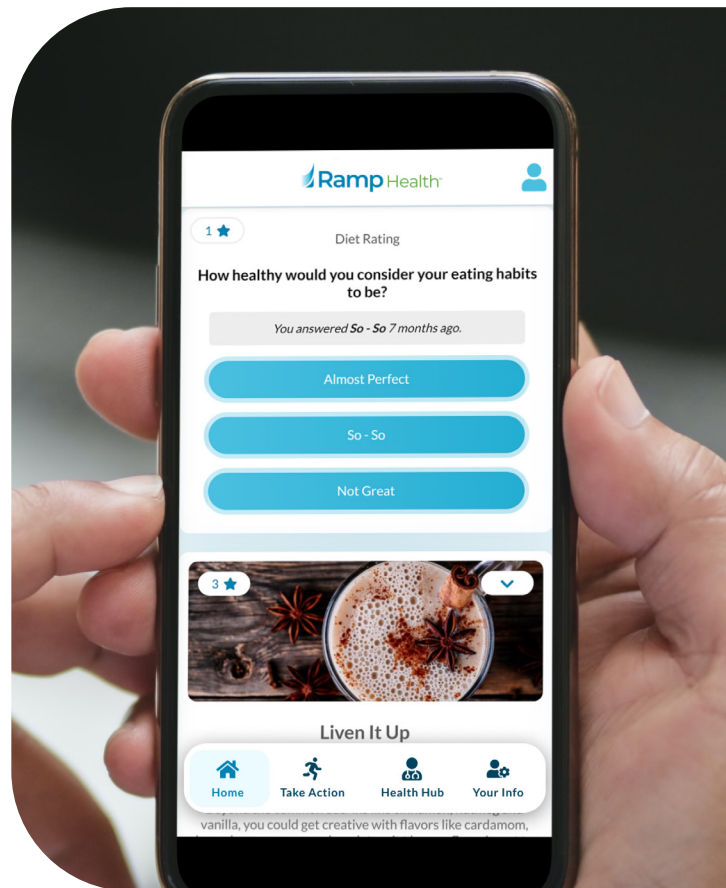 Ramp Health
1
Diet Rating
How healthy would you consider your eating habits
to be?
You answered So - So 7 months ago.
Almost Perfect
So - So
Not Great
3
Liven It Up
Home
Take Action
Health Hub
Your Info
vanilla, you could get creative with flavors like cardamom,